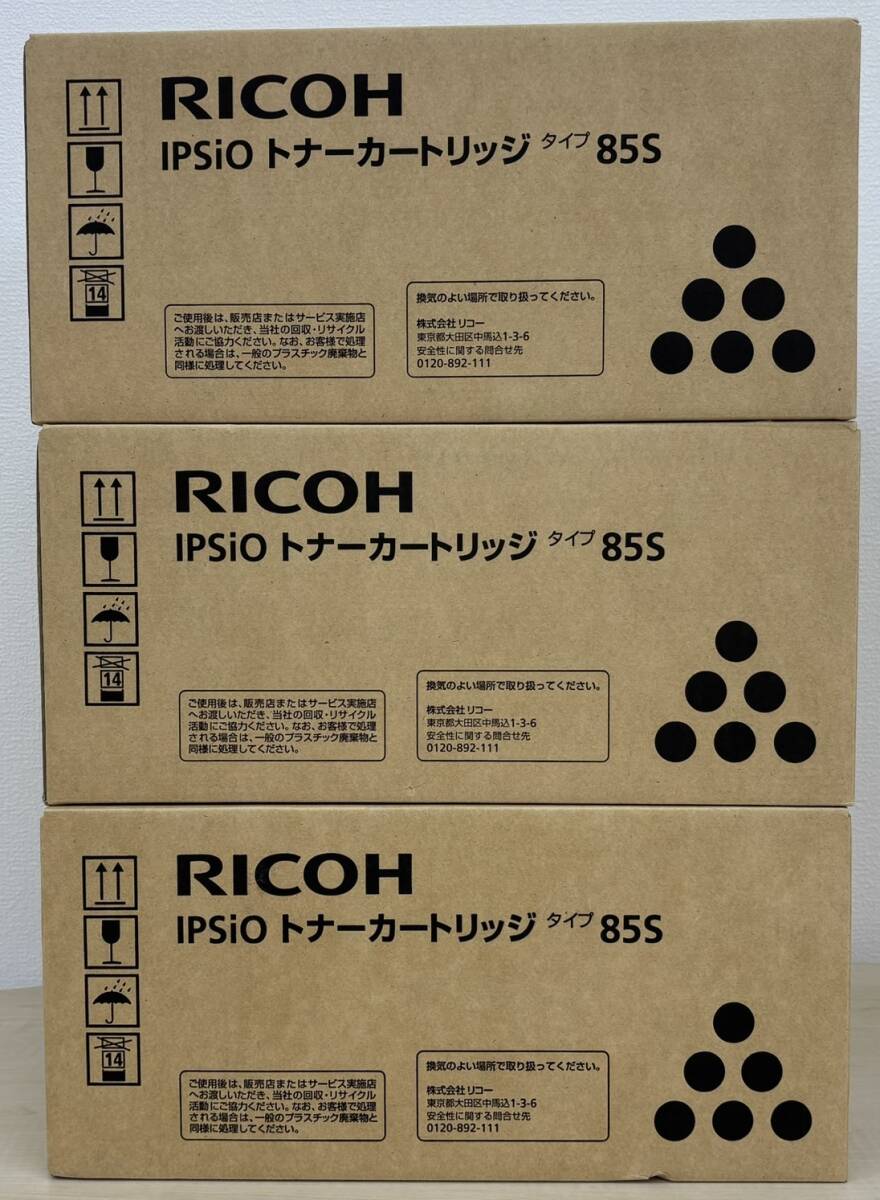 RICOH
IPSiO トナーカートリッジ タイプ 85S
14
ご使用後は、販売店またはサービス実施店
へお渡しいただき、当社の回収・リサイクル
活動にご協力ください。なお、お客様で処理
される場合は、一般のプラスチック廃棄物と
同様に処理してください。
換気のよい場所で取り扱ってください。
株式会社リコー
東京都大田区中馬込1-3-6
安全性に関する問合せ先
0120-892-111
RICOH
IPSiO トナーカートリッジ タイプ 85S
14
ご使用後は、販売店またはサービス実施店
へお渡しいただき、当社の回収・リサイクル
活動にご協力ください。なお、お客様で処理
される場合は、一般のプラスチック廃棄物と
同様に処理してください。
換気のよい場所で取り扱ってください。
株式会社リコー
東京都大田区中馬込1-3-6
安全性に関する問合せ先
0120-892-111
RICOH
IPSiO トナーカートリッジ タイプ 85S
14
ご使用後は、販売店またはサービス実施店
へお渡しいただき、当社の回収・リサイクル
活動にご協力ください。なお、お客様で処理
される場合は、一般のプラスチック廃棄物と
同様に処理してください。
換気のよい場所で取り扱ってください。
株式会社リコー
東京都大田区中馬込1-3-6
安全性に関する問合せ先
0120-892-111